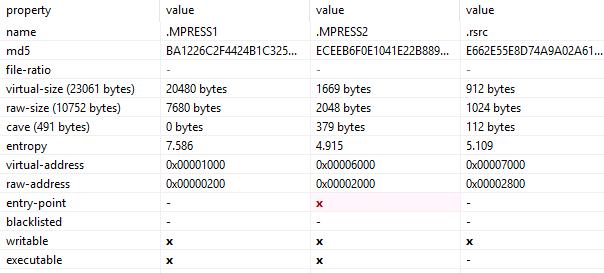 property value value value
name .MPRESS1 .MPRESS2 .rsrc
md5 BA1226C2F4424B1C325... ECEEB6F0E1041E22B889... E662E55E8D74A9A02A61...
file-ratio - - -
virtual-size (23061 bytes) 20480 bytes 1669 bytes 912 bytes
raw-size (10752 bytes) 7680 bytes 2048 bytes 1024 bytes
cave (491 bytes) 0 bytes 379 bytes 112 bytes
entropy 7.586 4.915 5.109
virtual-address 0x00001000 0x00006000 0x00007000
raw-address 0x00000200 0x00002000 0x00002800
entry-point - x -
blacklisted - - -
writable x x x
executable x x -